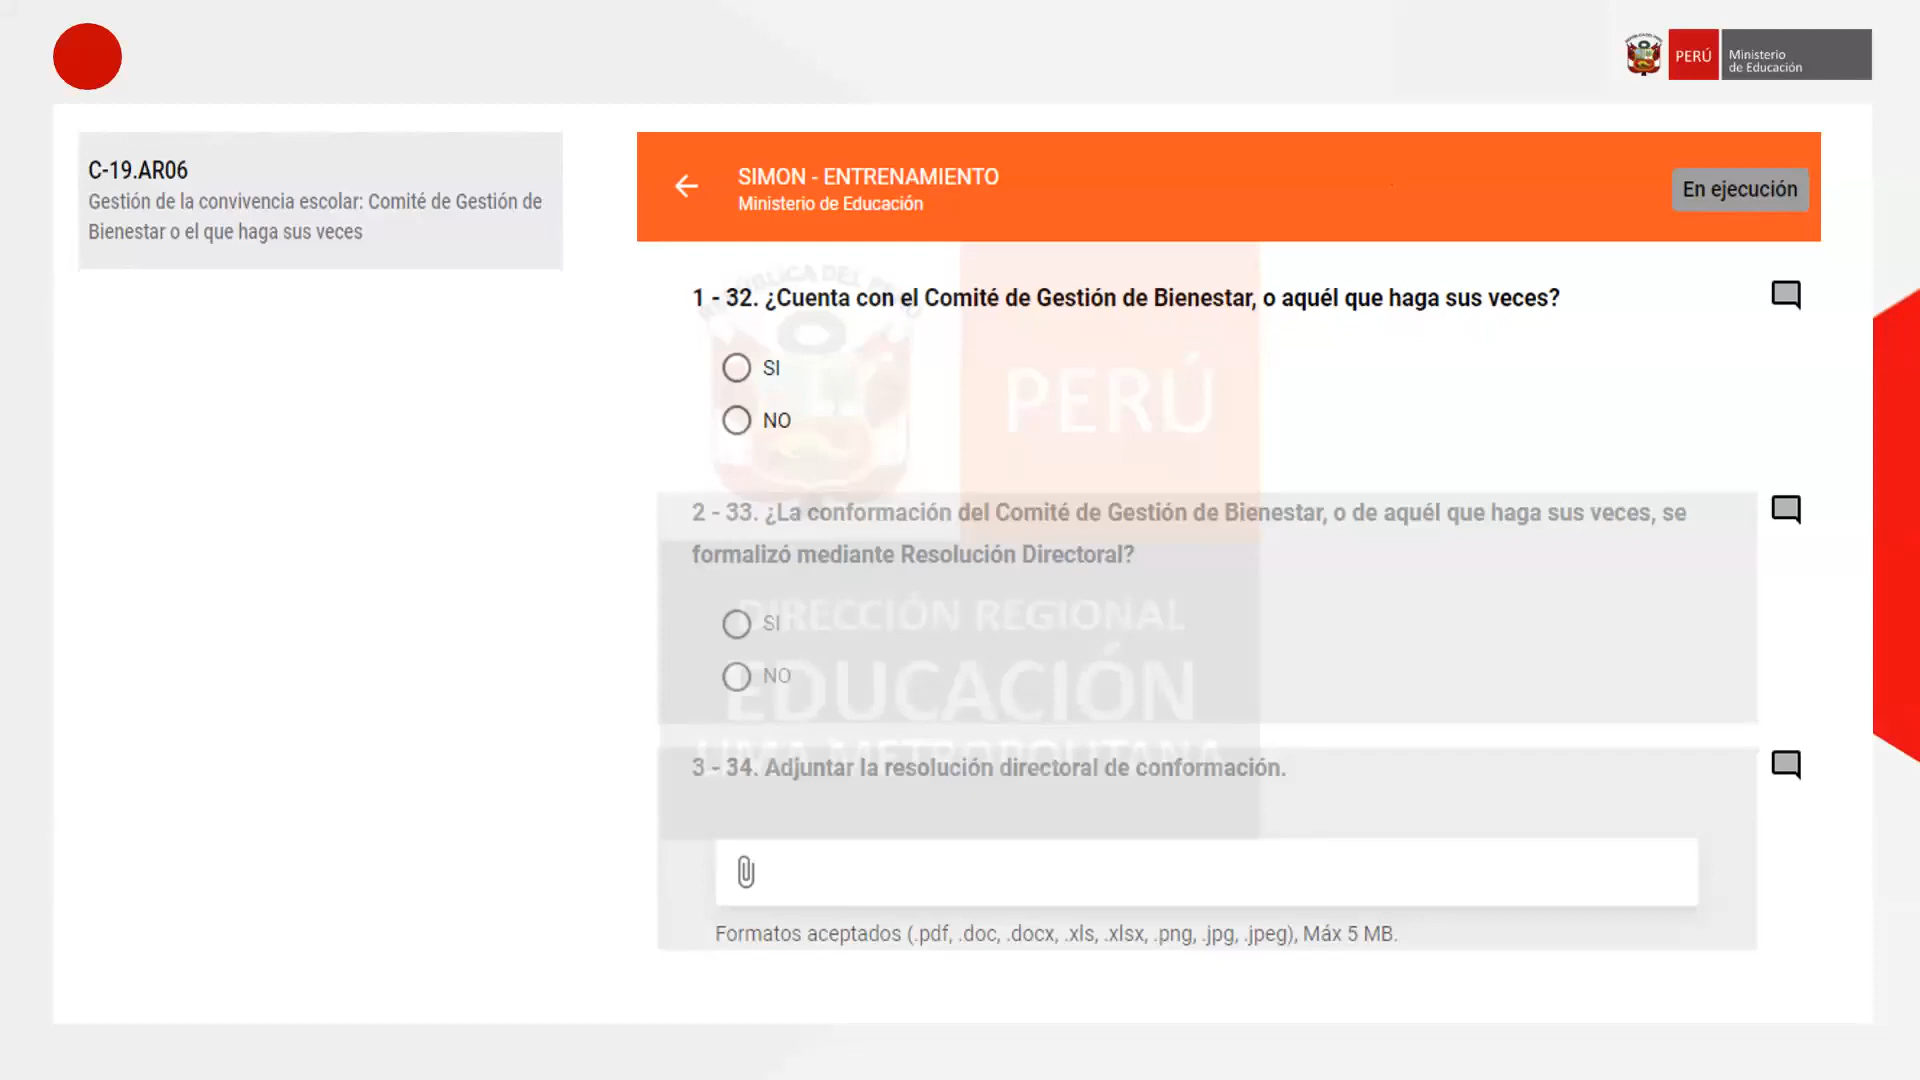 PERÚ
Ministerio
de Educación
C-19.AR06
Gestión de la convivencia escolar: Comité de Gestión de
Bienestar o el que haga sus veces
SIMON - ENTRENAMIENTO
Ministerio de Educación
En ejecución
1 - 32. ¿Cuenta con el Comité de Gestión de Bienestar, o aquél que haga sus veces?
SI
NO
PERÚ
2 - 33. ¿La conformación del Comité de Gestión de Bienestar, o de aquél que haga sus veces, se
formalizó mediante Resolución Directoral?
DIRECCIÓN REGIONAL
SI
EDUCACIÓN
NO
LIMA METROPOLITANA
3 - 34. Adjuntar la resolución directoral de conformación.
Formatos aceptados (.pdf, .doc, .docx, .xls, .xlsx, .png, .jpg, .jpeg), Máx 5 MB.